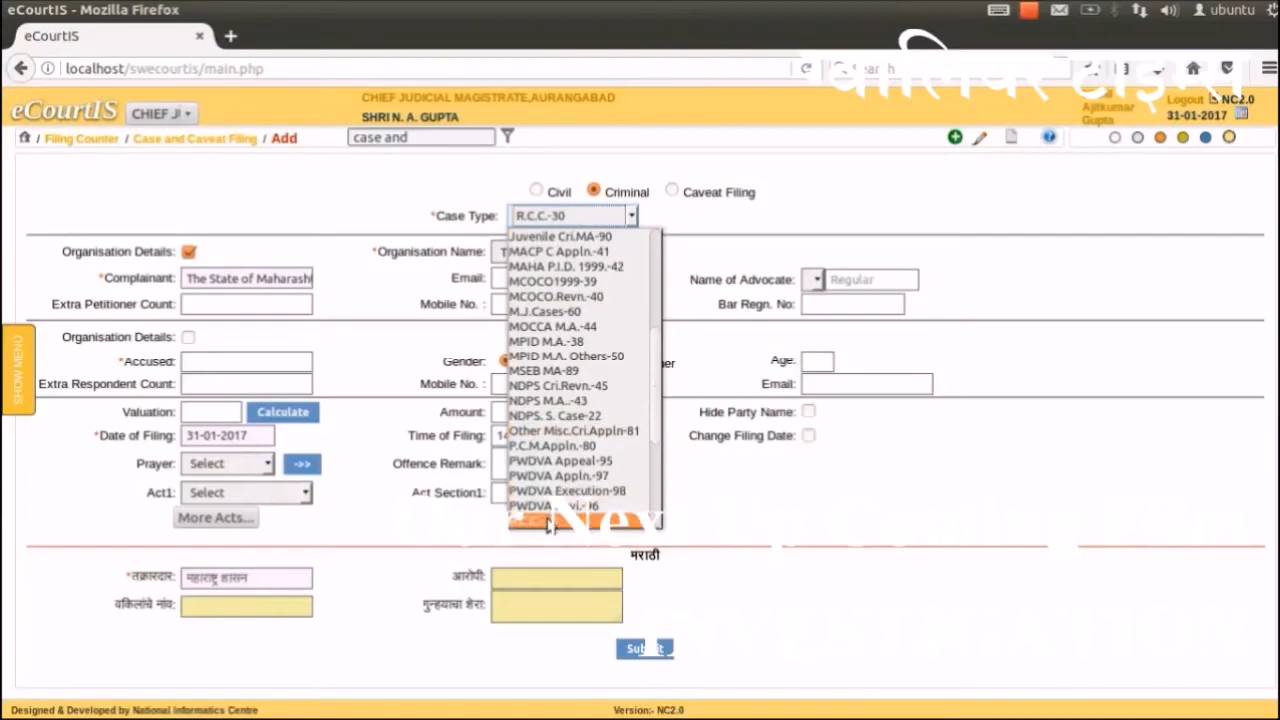 eCourtIS - Mozilla Firefox
ubuntu
eCourtIS
localhost/swecourtis/main.php
Search
eCourtIS
CHIEF JI
CHIEF JUDICIAL MAGISTRATE,AURANGABAD
SHRI N. A. GUPTA
Ajitkumar Gupta
Logout
NC2.0
31-01-2017
/ Filing Counter / Case and Caveat Filing / Add
case and
Civil
Criminal
Caveat Filing
*Case Type: R.C.C.-30
Juvenile Cri.MA-90
MACP C Appln.-41
MAHA P.I.D. 1999.-42
MCOCO1999-39
MCOCO.Revn.-40
M.J.Cases-60
MOCCA M.A.-44
MPID M.A.-38
MPID M.A. Others-50
MSEB MA-89
NDPS Cri.Revn.-45
NDPS M.A..-43
NDPS. S. Case-22
Other Misc.Cri.Appln-81
P.C.M.Appln.-80
PWDVA Appeal-95
PWDVA Appln.-97
PWDVA Execution-98
Organisation Details:
*Organisation Name:
*Complainant: The State of Maharash
Email:
Name of Advocate: Regular
Extra Petitioner Count:
Mobile No. :
Bar Regn. No:
SHOW MENU
Organisation Details:
*Accused:
Gender:
Age:
Extra Respondent Count:
Mobile No. :
Email:
Valuation: Calculate
Amount:
Hide Party Name:
*Date of Filing: 31-01-2017
Time of Filing:
Change Filing Date:
Prayer: Select ->>
Offence Remark:
Act1: Select
Act Section1:
More Acts...
मराठी
*तक्रारदार: महाराष्ट्र शासन
आरोपी:
वकिलांचे नांव:
गुन्हयाचा शेरा:
Submit
Designed & Developed by National Informatics Centre
Version:- NC2.0